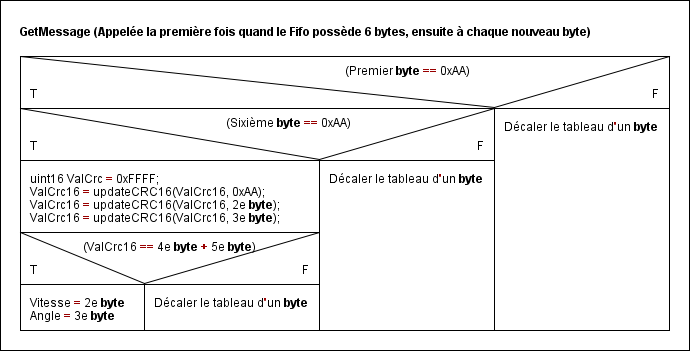 GetMessage (Appelée la première fois quand le Fifo possède 6 bytes, ensuite à chaque nouveau byte)
(Premier byte == 0xAA)
T
F
(Sixième byte == 0xAA)
T
F
Décaler le tableau d'un byte
uint16 ValCrc = 0xFFFF;
ValCrc16 = updateCRC16(ValCrc16, 0xAA);
ValCrc16 = updateCRC16(ValCrc16, 2e byte);
ValCrc16 = updateCRC16(ValCrc16, 3e byte);
Décaler le tableau d'un byte
(ValCrc16 == 4e byte + 5e byte)
T
F
Vitesse = 2e byte
Angle = 3e byte
Décaler le tableau d'un byte